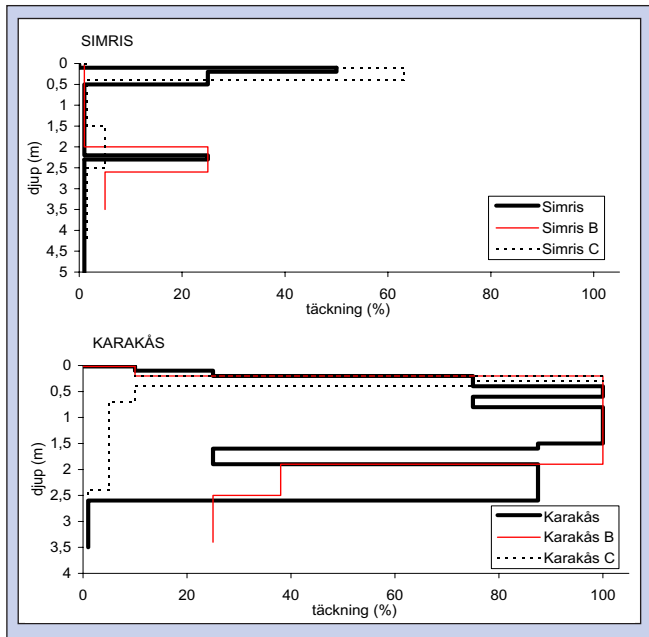 SIMRIS
0
0,5
1
1,5
2
2,5
3
3,5
4
4,5
5
djup (m)
0 20 40 60 80 100
täckning (%)
Simris
Simris B
Simris C
KARAKÅS
0
0,5
1
1,5
2
2,5
3
3,5
4
djup (m)
0 20 40 60 80 100
täckning (%)
Karakås
Karakås B
Karakås C